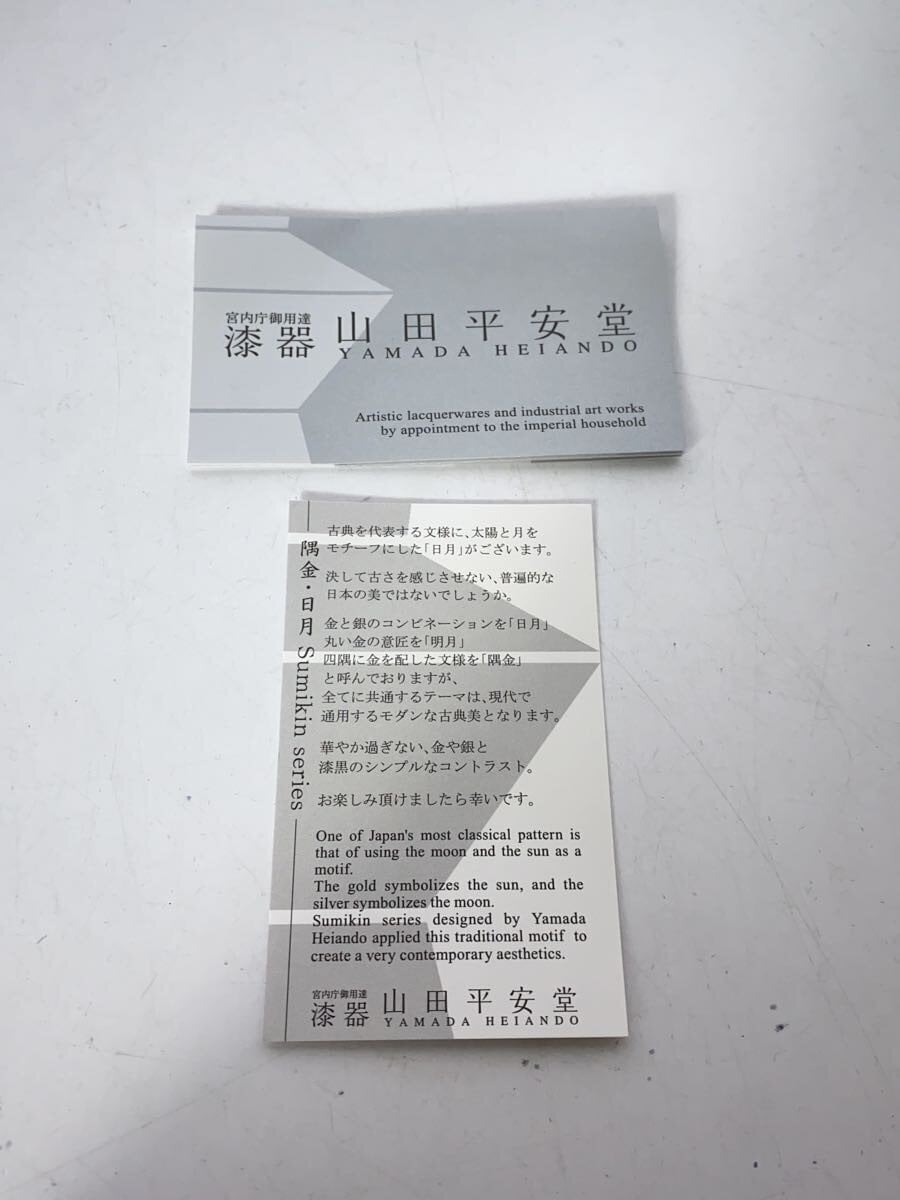 宮内庁御用達
漆器 山田平安堂
YAMADA HEIANDO
Artistic lacquerwares and industrial art works
by appointment to the imperial household
隅金・日月 Sumikin series
古典を代表する文様に、太陽と月を
モチーフにした「日月」がございます。
決して古さを感じさせない、普遍的な
日本の美ではないでしょうか。
金と銀のコンビネーションを「日月」
丸い金の意匠を「明月」
四隅に金を配した文様を「隅金」
と呼んでおりますが、
全てに共通するテーマは、現代で
通用するモダンな古典美となります。
華やか過ぎない、金や銀と
漆黒のシンプルなコントラスト。
お楽しみ頂けましたら幸いです。
One of Japan's most classical pattern is
that of using the moon and the sun as a
motif.
The gold symbolizes the sun, and the
silver symbolizes the moon.
Sumikin series designed by Yamada
Heiando applied this traditional motif to
create a very contemporary aesthetics.
宮内庁御用達
漆器 山田平安堂
YAMADA HEIANDO